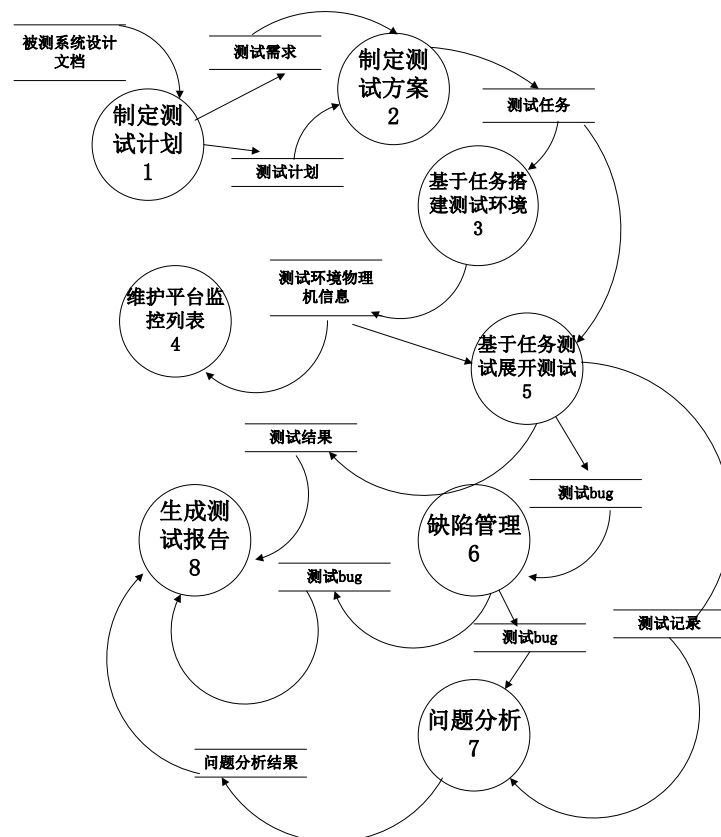 被测系统设计
文档
测试需求
制定测
试方案
2
测试任务
制定测
试计划
1
测试计划
基于任务搭
建测试环境
3
测试环境物理
机信息
维护平台监
控列表
4
基于任务测
试展开测试
5
测试结果
测试bug
生成测
试报告
8
缺陷管理
6
测试bug
测试记录
测试bug
问题分析
7
问题分析结果